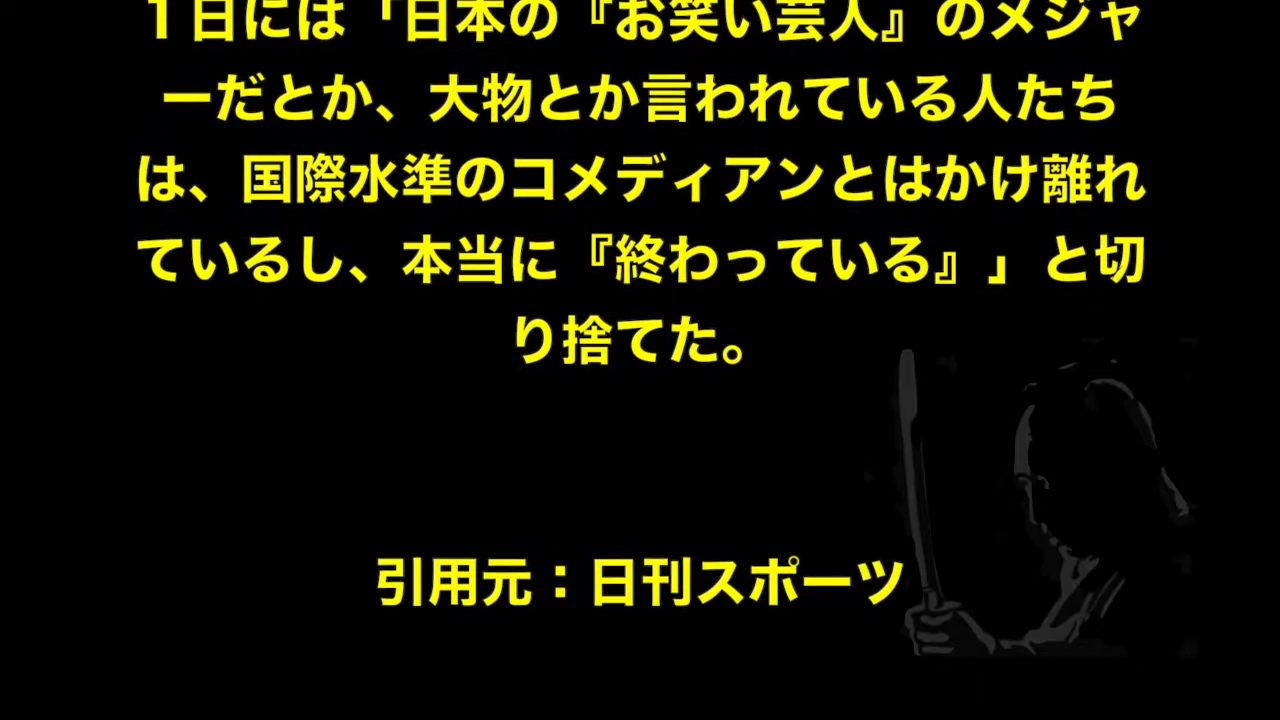 １日には「日本の『お笑い芸人』のメジャ
ーだとか、大物とか言われている人たち
は、国際水準のコメディアンとはかけ離れ
ているし、本当に『終わっている』」と切
り捨てた。
引用元：日刊スポーツ